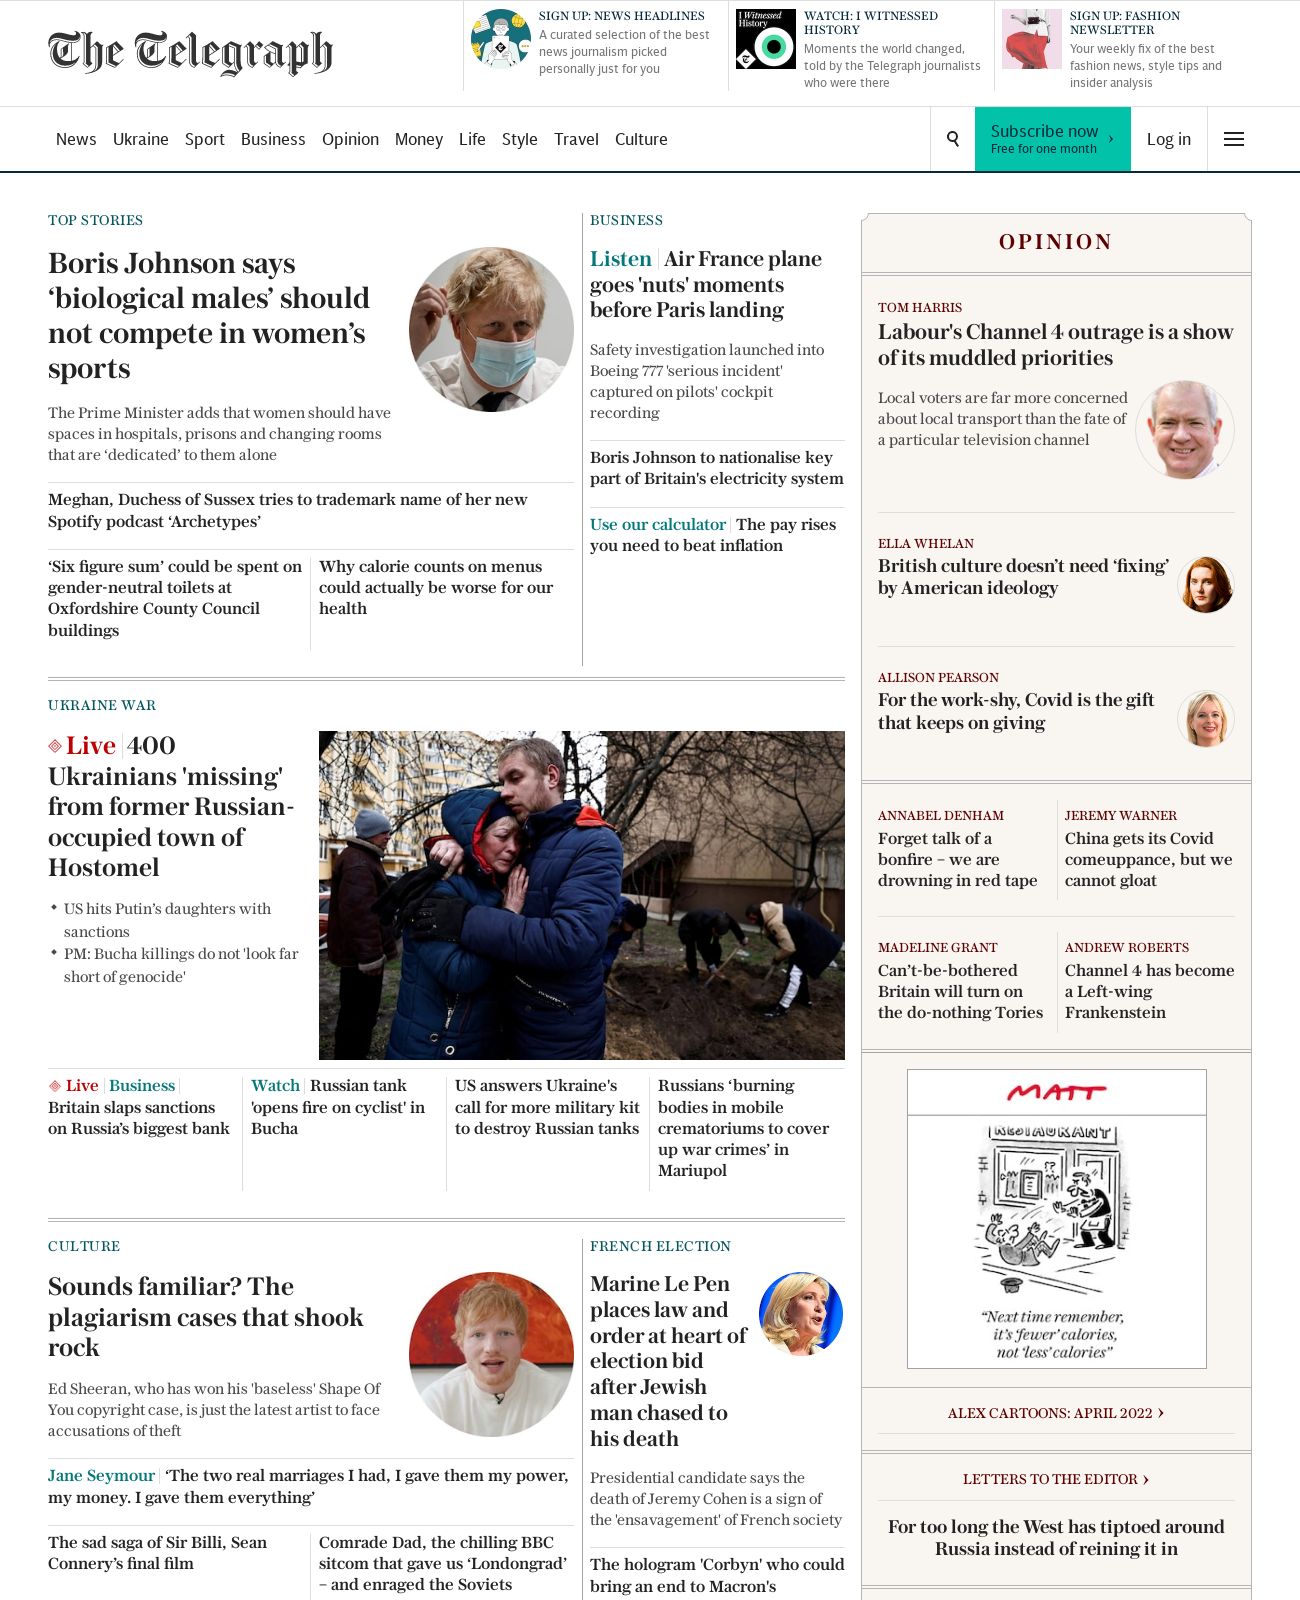 The Telegraph
SIGN UP: NEWS HEADLINES
A curated selection of the best
news journalism picked
personally just for you
I Witnessed
History
WATCH: I WITNESSED
HISTORY
Moments the world changed,
told by the Telegraph journalists
who were there
SIGN UP: FASHION
NEWSLETTER
Your weekly fix of the best
fashion news, style tips and
insider analysis
News Ukraine Sport Business Opinion Money Life Style Travel Culture
Subscribe now ›
Free for one month
Log in
TOP STORIES
Boris Johnson says
‘biological males’ should
not compete in women’s
sports
The Prime Minister adds that women should have
spaces in hospitals, prisons and changing rooms
that are ‘dedicated’ to them alone
Meghan, Duchess of Sussex tries to trademark name of her new
Spotify podcast ‘Archetypes’
‘Six figure sum’ could be spent on
gender-neutral toilets at
Oxfordshire County Council
buildings
Why calorie counts on menus
could actually be worse for our
health
BUSINESS
Listen | Air France plane
goes 'nuts' moments
before Paris landing
Safety investigation launched into
Boeing 777 'serious incident'
captured on pilots' cockpit
recording
Boris Johnson to nationalise key
part of Britain's electricity system
Use our calculator | The pay rises
you need to beat inflation
OPINION
TOM HARRIS
Labour's Channel 4 outrage is a show
of its muddled priorities
Local voters are far more concerned
about local transport than the fate of
a particular television channel
ELLA WHELAN
British culture doesn’t need ‘fixing’
by American ideology
ALLISON PEARSON
For the work-shy, Covid is the gift
that keeps on giving
ANNABEL DENHAM
Forget talk of a
bonfire – we are
drowning in red tape
JEREMY WARNER
China gets its Covid
comeuppance, but we
cannot gloat
MADELINE GRANT
Can’t-be-bothered
Britain will turn on
the do-nothing Tories
ANDREW ROBERTS
Channel 4 has become
a Left-wing
Frankenstein
MATT
RESTAURANT
“Next time remember,
it’s ‘fewer’ calories,
not ‘less’ calories”
ALEX CARTOONS: APRIL 2022 ›
LETTERS TO THE EDITOR ›
For too long the West has tiptoed around
Russia instead of reining it in
UKRAINE WAR
Live | 400
Ukrainians 'missing'
from former Russian-
occupied town of
Hostomel
US hits Putin’s daughters with
sanctions
PM: Bucha killings do not 'look far
short of genocide'
Live | Business |
Britain slaps sanctions
on Russia’s biggest bank
Watch | Russian tank
'opens fire on cyclist' in
Bucha
US answers Ukraine's
call for more military kit
to destroy Russian tanks
Russians ‘burning
bodies in mobile
crematoriums to cover
up war crimes’ in
Mariupol
CULTURE
Sounds familiar? The
plagiarism cases that shook
rock
Ed Sheeran, who has won his 'baseless' Shape Of
You copyright case, is just the latest artist to face
accusations of theft
Jane Seymour | ‘The two real marriages I had, I gave them my power,
my money. I gave them everything’
The sad saga of Sir Billi, Sean
Connery’s final film
Comrade Dad, the chilling BBC
sitcom that gave us ‘Londongrad’
– and enraged the Soviets
FRENCH ELECTION
Marine Le Pen
places law and
order at heart of
election bid
after Jewish
man chased to
his death
Presidential candidate says the
death of Jeremy Cohen is a sign of
the 'ensavagement' of French society
The hologram 'Corbyn' who could
bring an end to Macron's